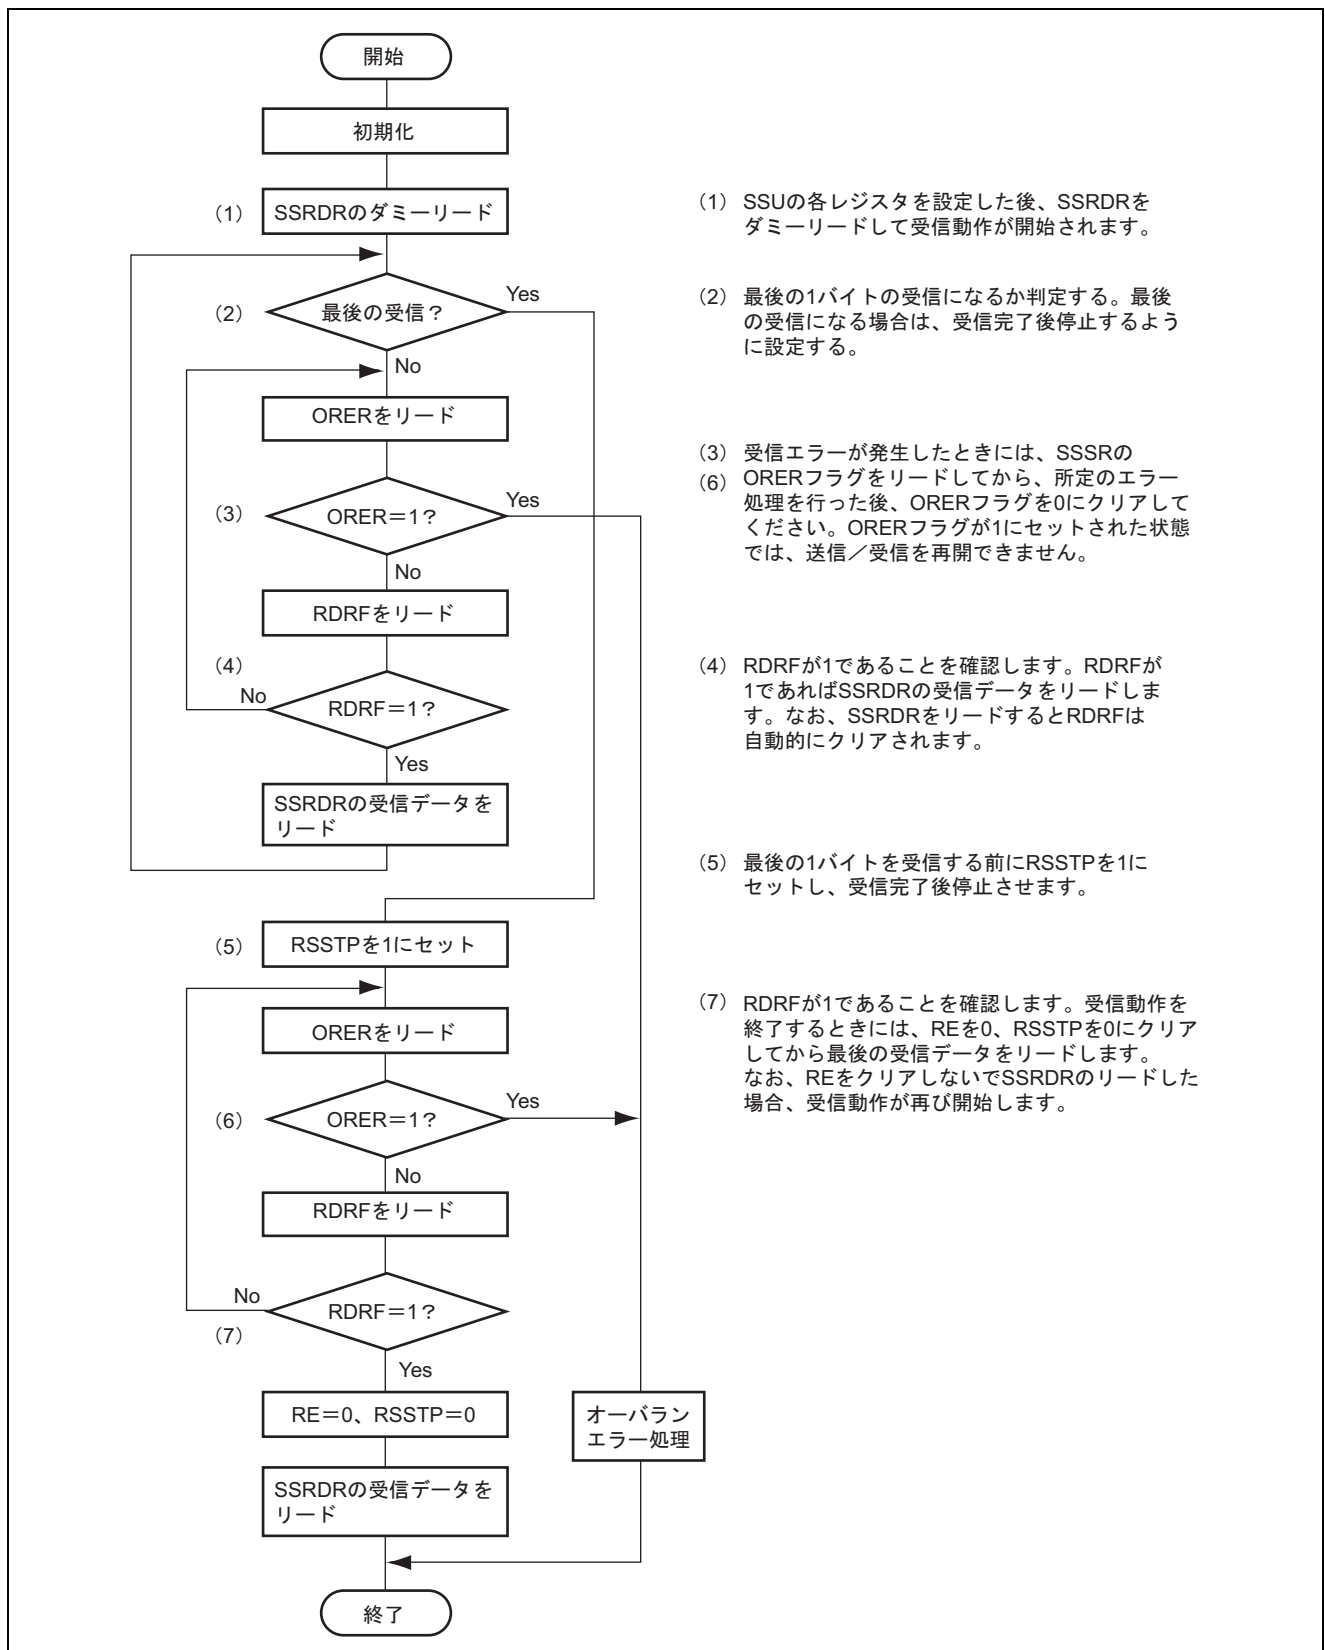 開始
初期化
(1) SSRDRのダミーリード
(2) 最後の受信？ Yes
No
ORERをリード
(3) ORER＝1？ Yes
No
RDRFをリード
(4)
No RDRF＝1？
Yes
SSRDRの受信データを
リード
(5) RSSTPを1にセット
ORERをリード
(6) ORER＝1？ Yes
No
RDRFをリード
No RDRF＝1？
(7)
Yes
RE＝0、RSSTP＝0
オーバラン
エラー処理
SSRDRの受信データを
リード
終了
(1) SSUの各レジスタを設定した後、SSRDRを
ダミーリードして受信動作が開始されます。
(2) 最後の1バイトの受信になるか判定する。最後
の受信になる場合は、受信完了後停止するよう
に設定する。
(3) 受信エラーが発生したときには、SSSRの
(6) ORERフラグをリードしてから、所定のエラー
処理を行った後、ORERフラグを0にクリアして
ください。ORERフラグが1にセットされた状態
では、送信／受信を再開できません。
(4) RDRFが1であることを確認します。RDRFが
1であればSSRDRの受信データをリードしま
す。なお、SSRDRをリードするとRDRFは
自動的にクリアされます。
(5) 最後の1バイトを受信する前にRSSTPを1に
セットし、受信完了後停止させます。
(7) RDRFが1であることを確認します。受信動作を
終了するときには、REを0、RSSTPを0にクリア
してから最後の受信データをリードします。
なお、REをクリアしないでSSRDRのリードした
場合、受信動作が再び開始します。